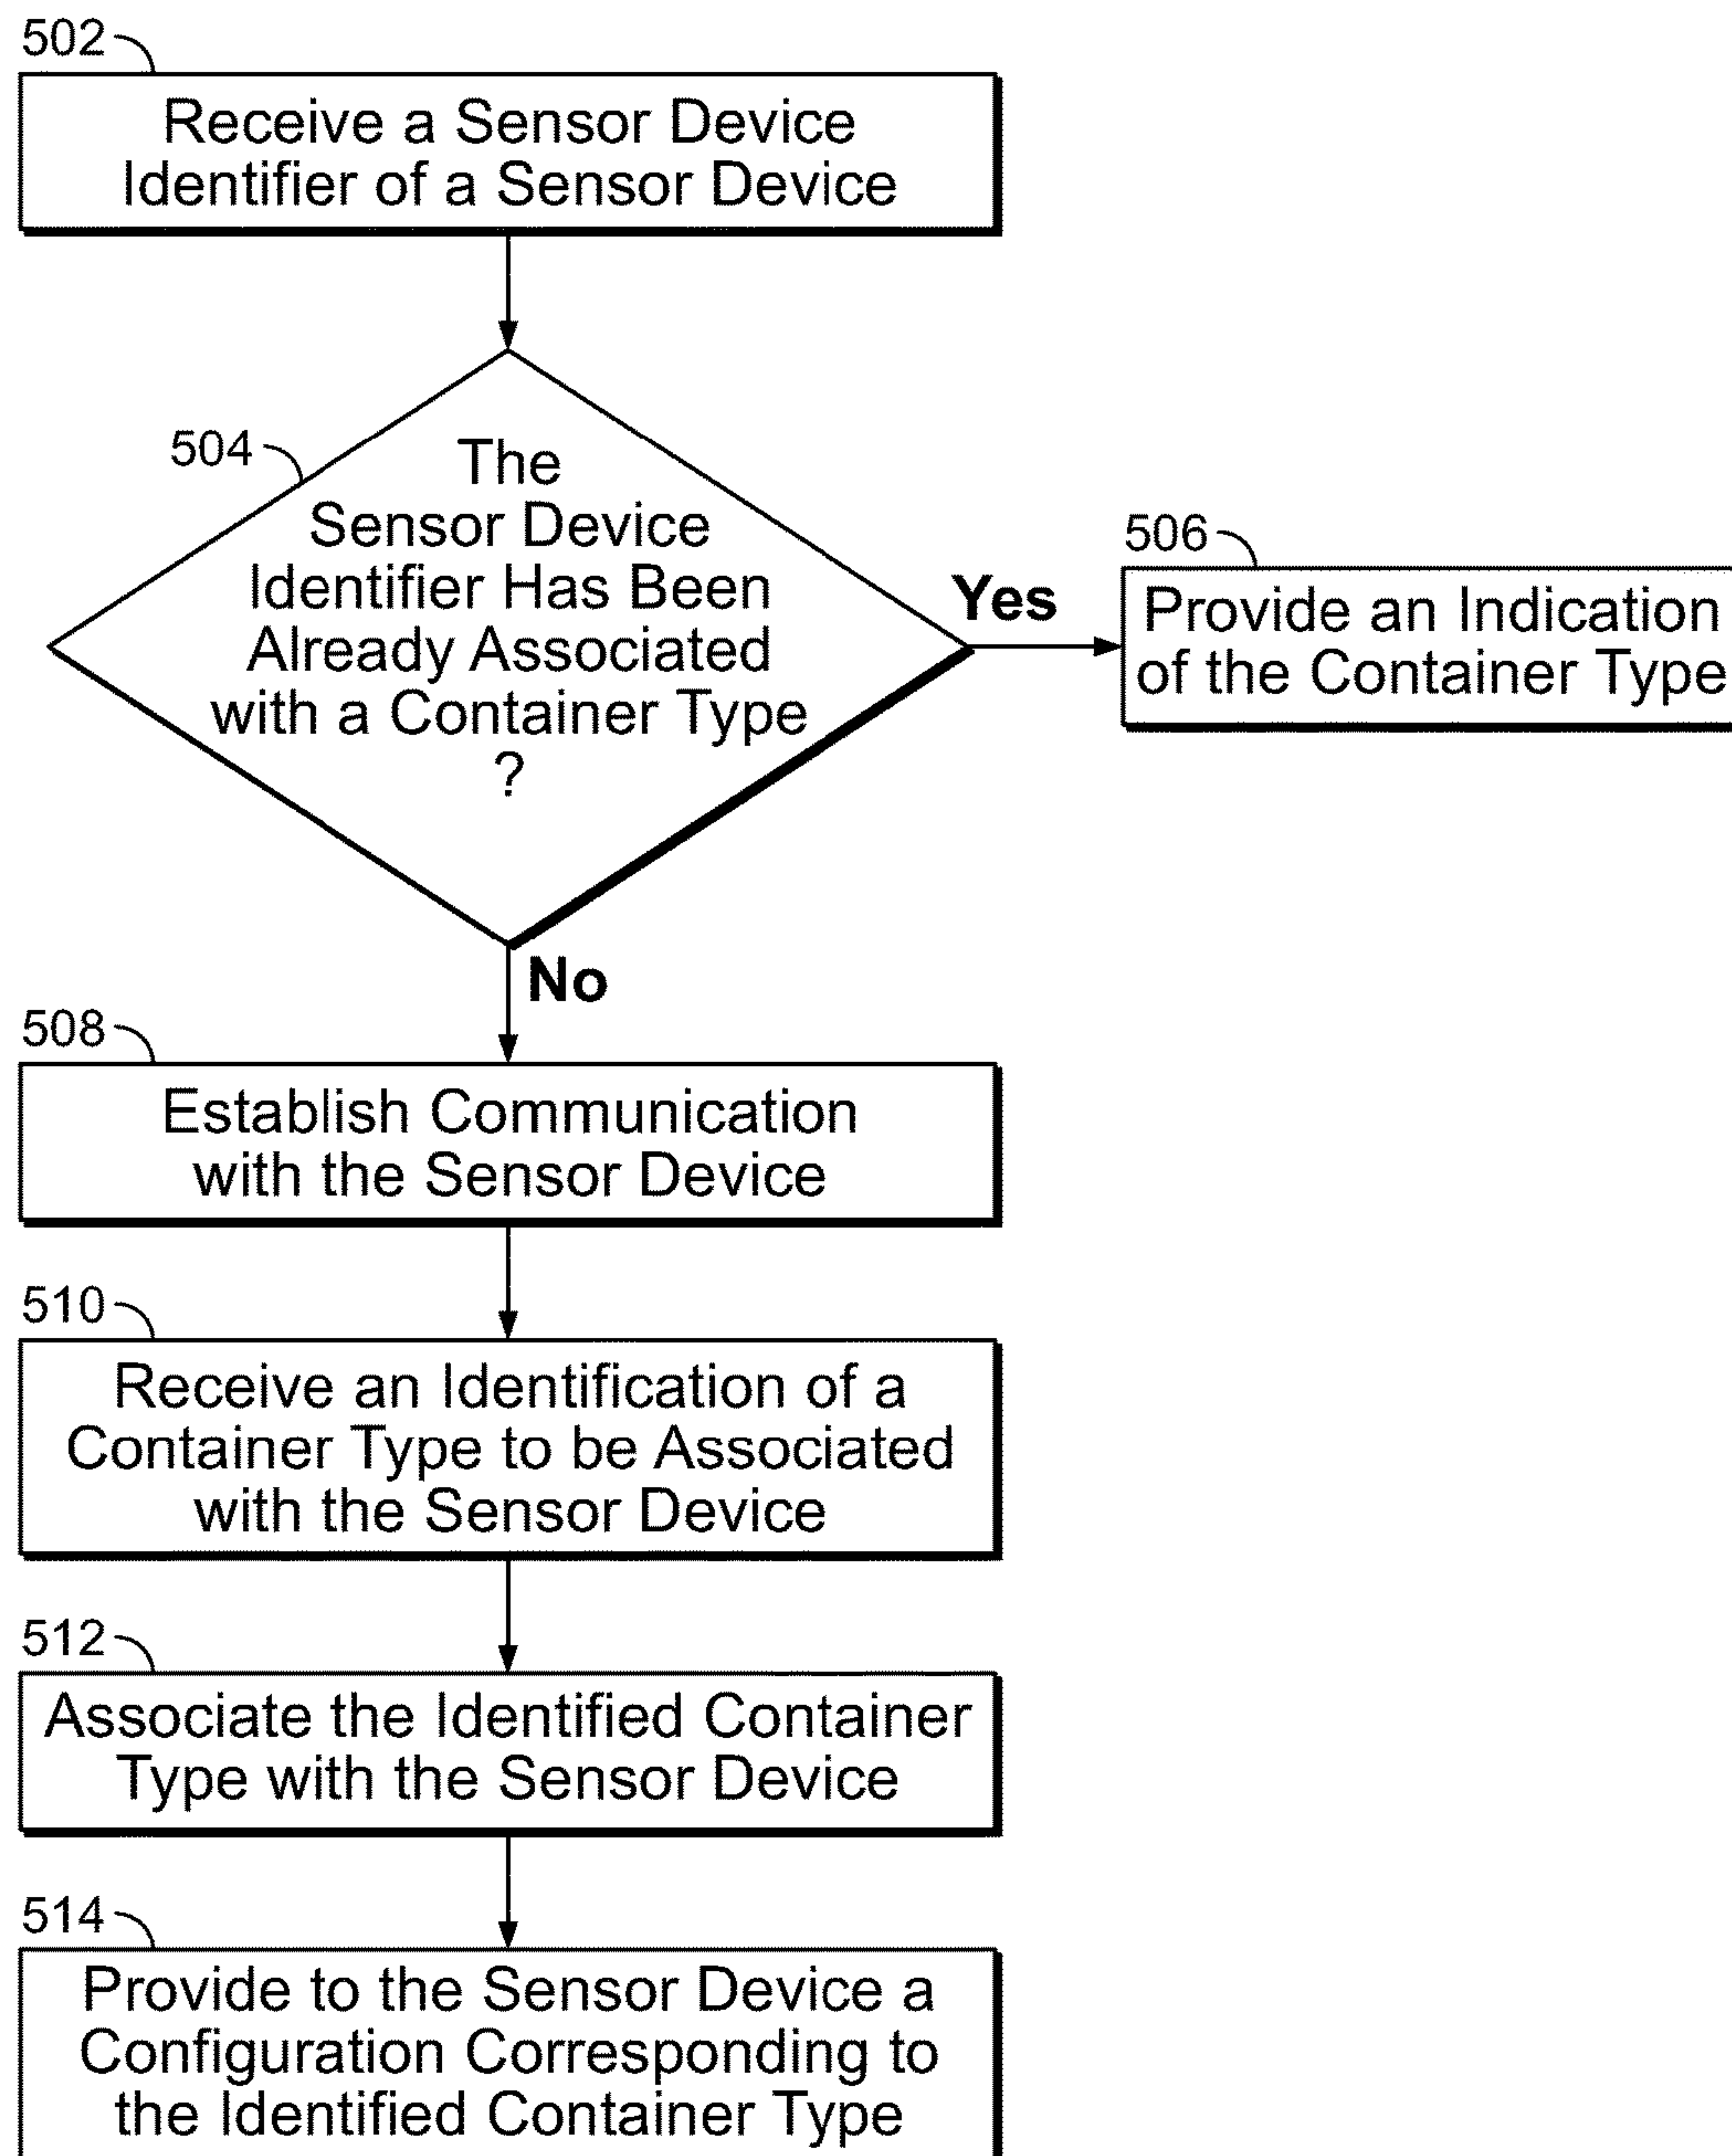 502
Receive a Sensor Device
Identifier of a Sensor Device
504
The
Sensor Device
Identifier Has Been
Already Associated
with a Container Type
?
Yes
506
Provide an Indication
of the Container Type
No
508
Establish Communication
with the Sensor Device
510
Receive an Identification of a
Container Type to be Associated
with the Sensor Device
512
Associate the Identified Container
Type with the Sensor Device
514
Provide to the Sensor Device a
Configuration Corresponding to
the Identified Container Type